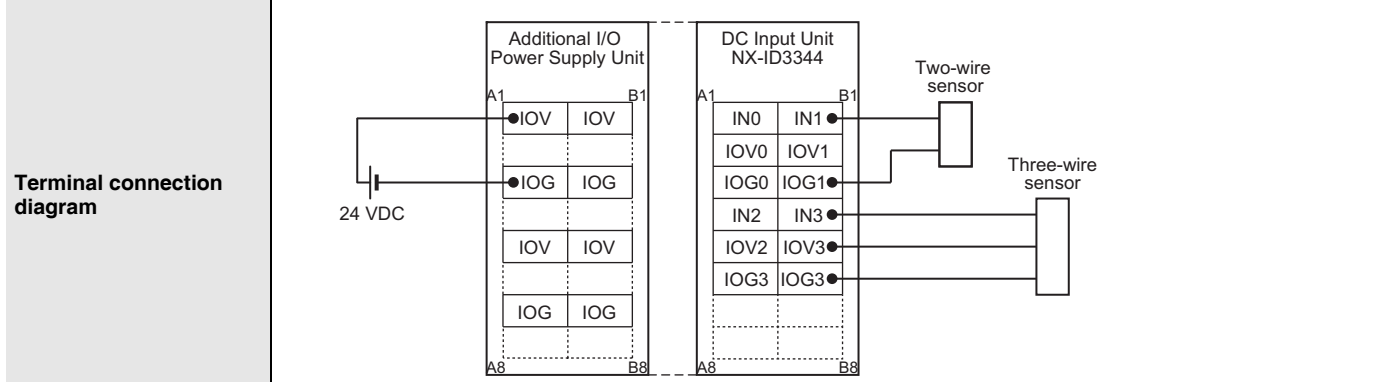 Terminal connection
diagram
Additional I/O
Power Supply Unit
A1 B1
IOV IOV
IOG IOG
IOV IOV
IOG IOG
A8 B8
24 VDC
DC Input Unit
NX-ID3344
A1 B1
IN0 IN1
IOV0 IOV1
IOG0 IOG1
IN2 IN3
IOV2 IOV3
IOG3 IOG3
A8 B8
Two-wire
sensor
Three-wire
sensor